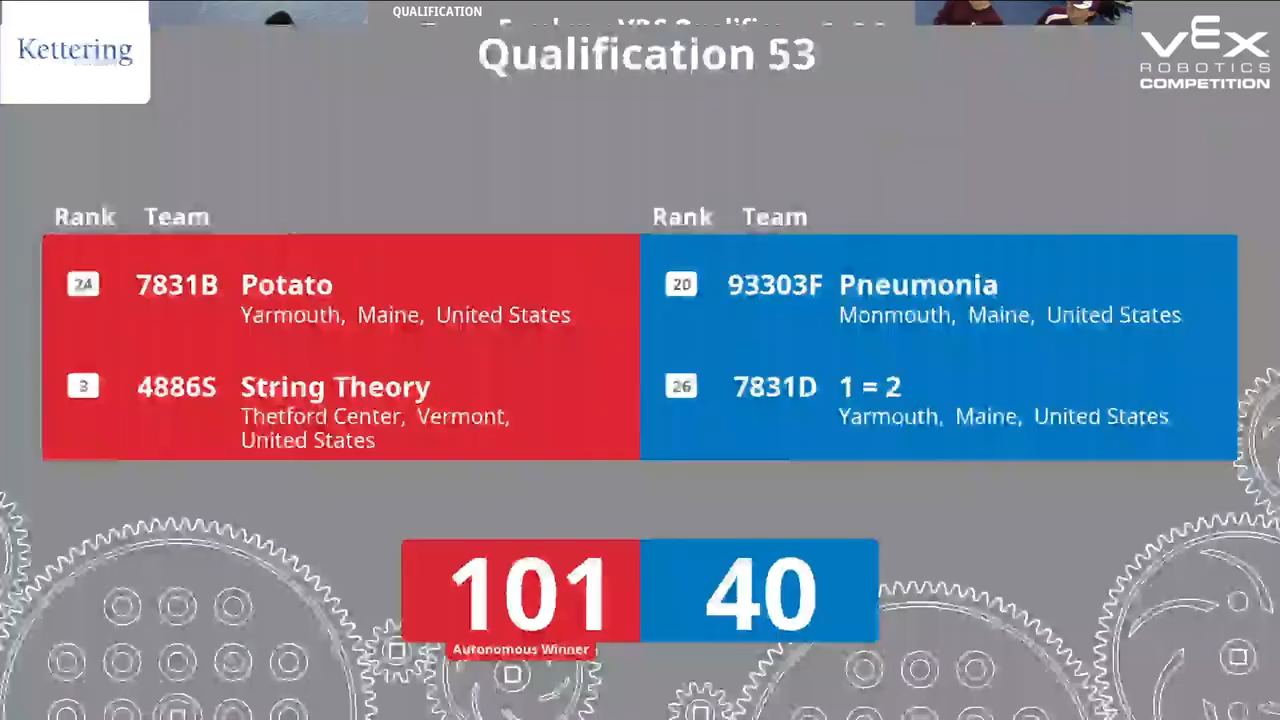 QUALIFICATION
Kettering
Qualification 53
VEX
ROBOTICS
COMPETITION
Rank Team
Rank Team
24 7831B Potato
Yarmouth, Maine, United States
3 4886S String Theory
Thetford Center, Vermont,
United States
20 93303F Pneumonia
Monmouth, Maine, United States
26 7831D 1 = 2
Yarmouth, Maine, United States
101
40
Autonomous Winner